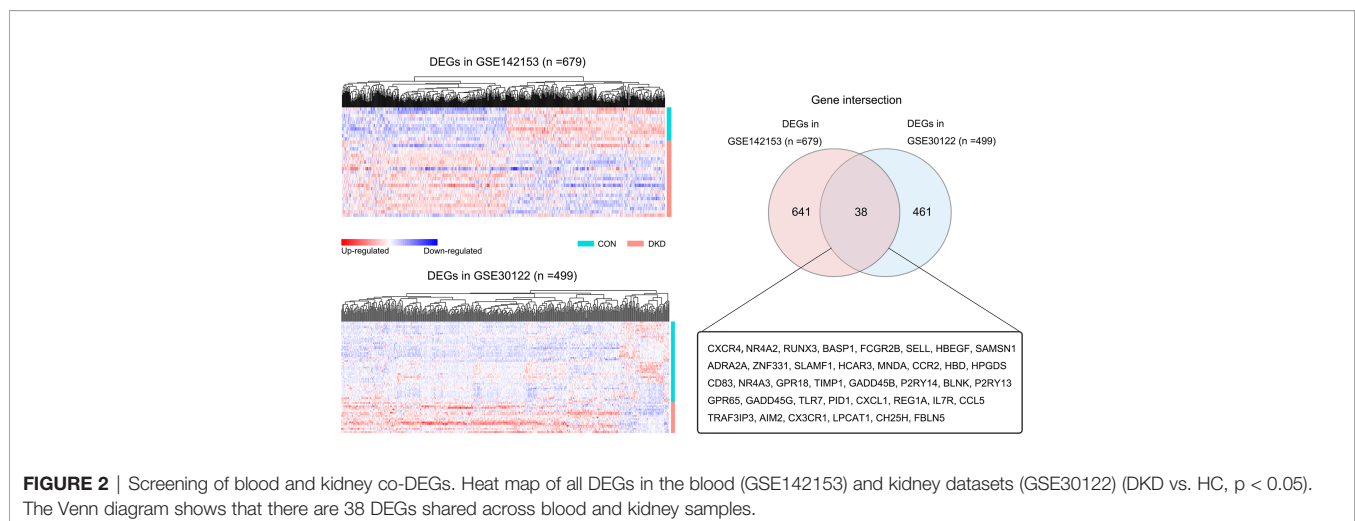 DEGs in GSE142153 (n =679)
Up-regulated
Down-regulated
CON
DKD
DEGs in GSE30122 (n =499)
Gene intersection
DEGs in
GSE142153 (n =679)
DEGs in
GSE30122 (n =499)
641
38
461
CXCR4, NR4A2, RUNX3, BASP1, FCGR2B, SELL, HBEGF, SAMSN1
ADRA2A, ZNF331, SLAMF1, HCAR3, MNDA, CCR2, HBD, HPGDS
CD83, NR4A3, GPR18, TIMP1, GADD45B, P2RY14, BLNK, P2RY13
GPR65, GADD45G, TLR7, PID1, CXCL1, REG1A, IL7R, CCL5
TRAF3IP3, AIM2, CX3CR1, LPCAT1, CH25H, FBLN5
FIGURE 2 | Screening of blood and kidney co-DEGs. Heat map of all DEGs in the blood (GSE142153) and kidney datasets (GSE30122) (DKD vs. HC, p < 0.05).
The Venn diagram shows that there are 38 DEGs shared across blood and kidney samples.